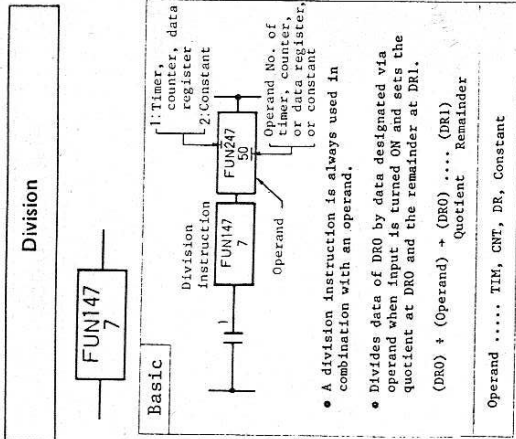 Division
FUN147
7
Basic
1:Timer,
counter, data
register
2:Constant
Division
Instruction
FUN147
7
FUN247
50
1
Operand
Operand No. of
timer, counter,
or data register,
or constant
• A division instruction is always used in
combination with an operand.
• Divides data of DR0 by data designated via
operand when input is turned ON and sets the
quotient at DR0 and the remainder at DR1.
(DR0) ÷ (Operand) → (DR0) .... (DR1)
Quotient Remainder
Operand ..... TIM, CNT, DR, Constant